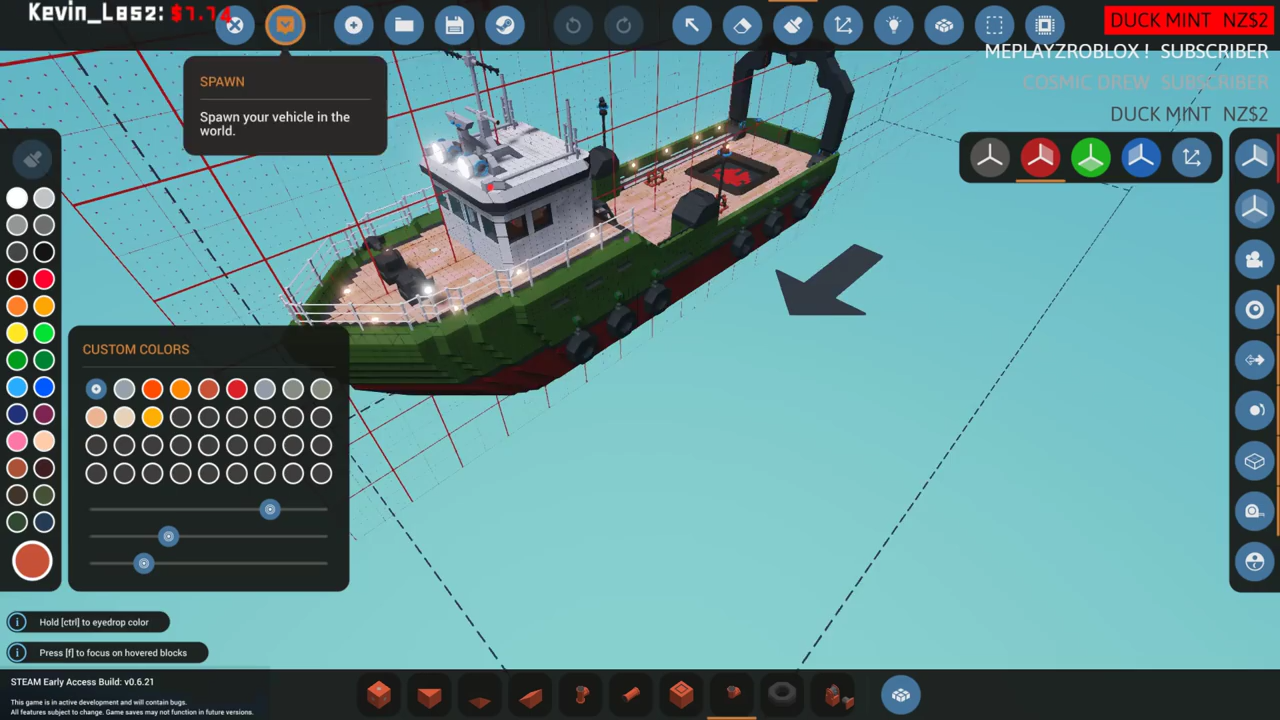 Kevin_L852: $1.14
DUCK MINT NZ$2
MEPLAYZROBLOX ! SUBSCRIBER
COSMIC DREW SUBSCRIBER
DUCK MINT NZ$2
SPAWN
Spawn your vehicle in the
world.
CUSTOM COLORS
Hold [ctrl] to eyedrop color
Press [f] to focus on hovered blocks
STEAM Early Access Build: v0.6.21
This game is in active development and will contain bugs.
All features subject to change. Game saves may not function in future versions.